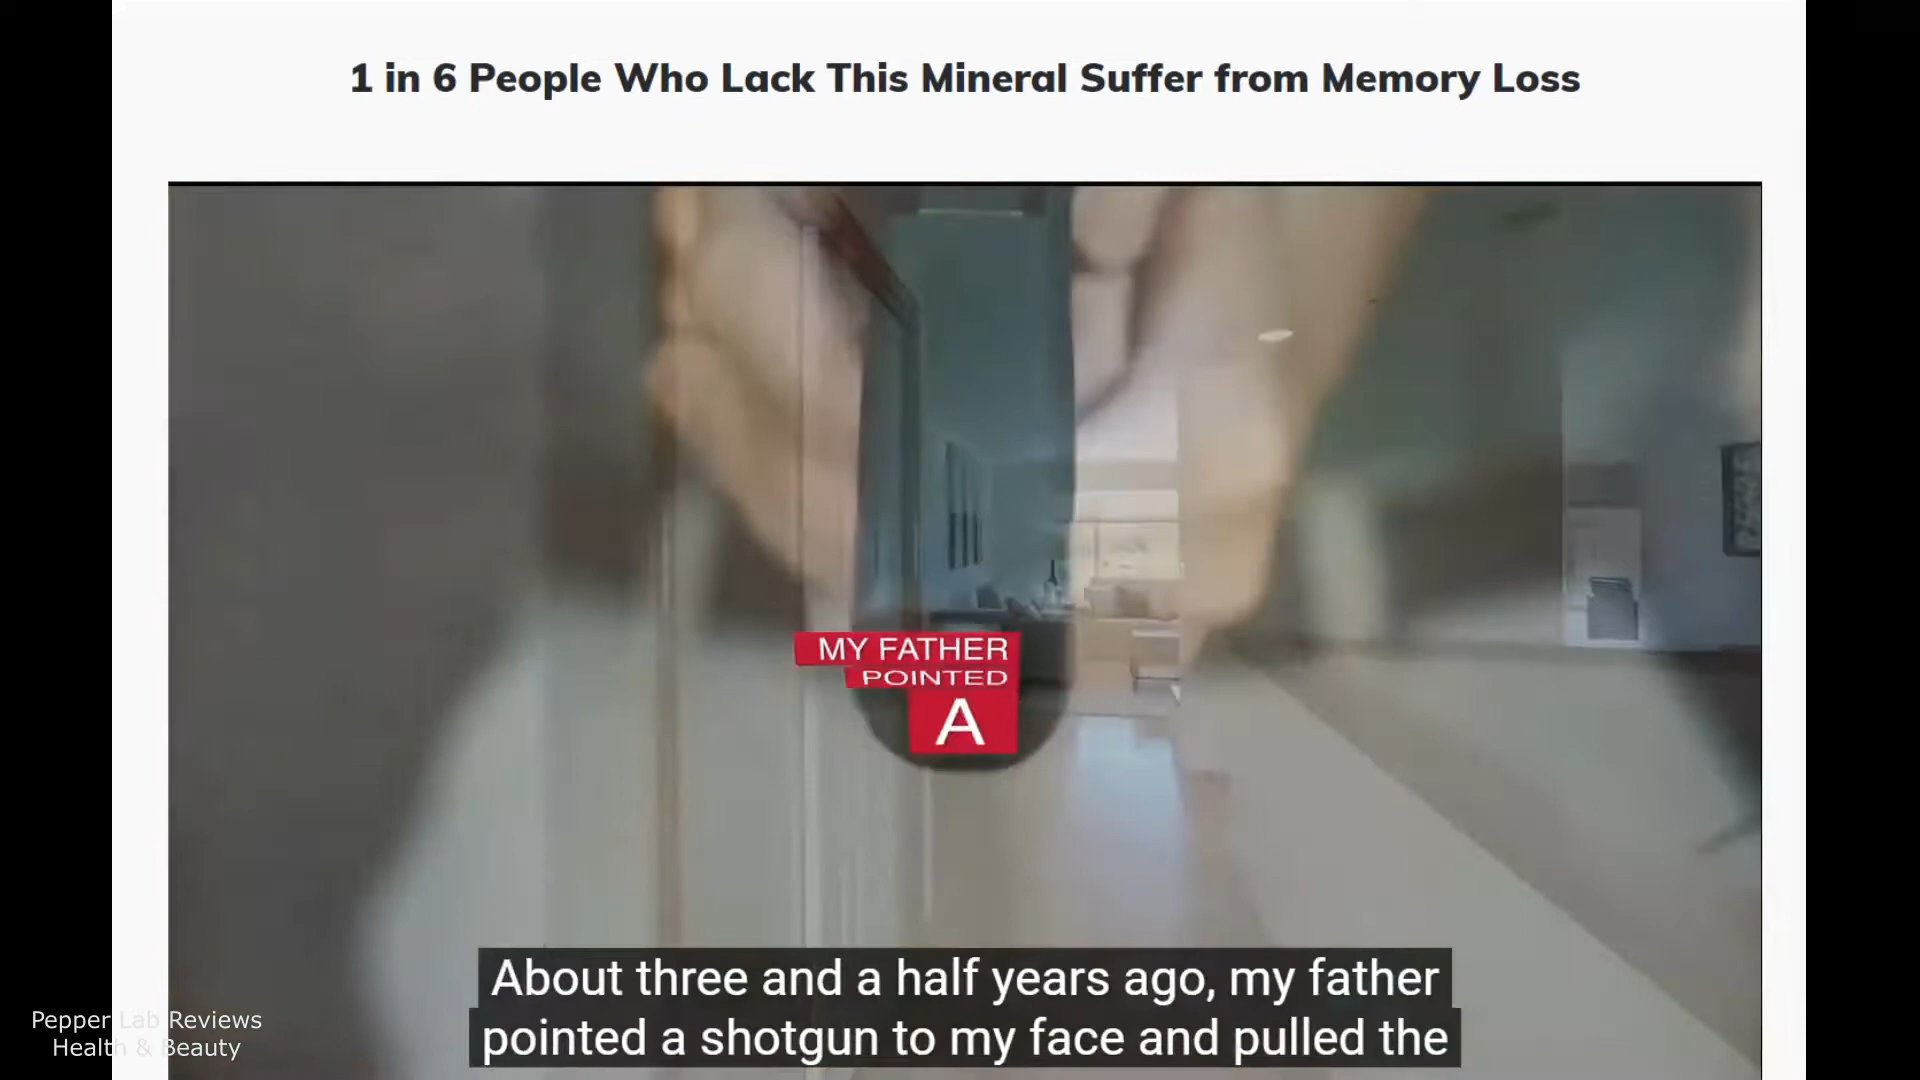 1 in 6 People Who Lack This Mineral Suffer from Memory Loss
MY FATHER
POINTED
A
About three and a half years ago, my father
pointed a shotgun to my face and pulled the
Pepper Lab Reviews
Health & Beauty